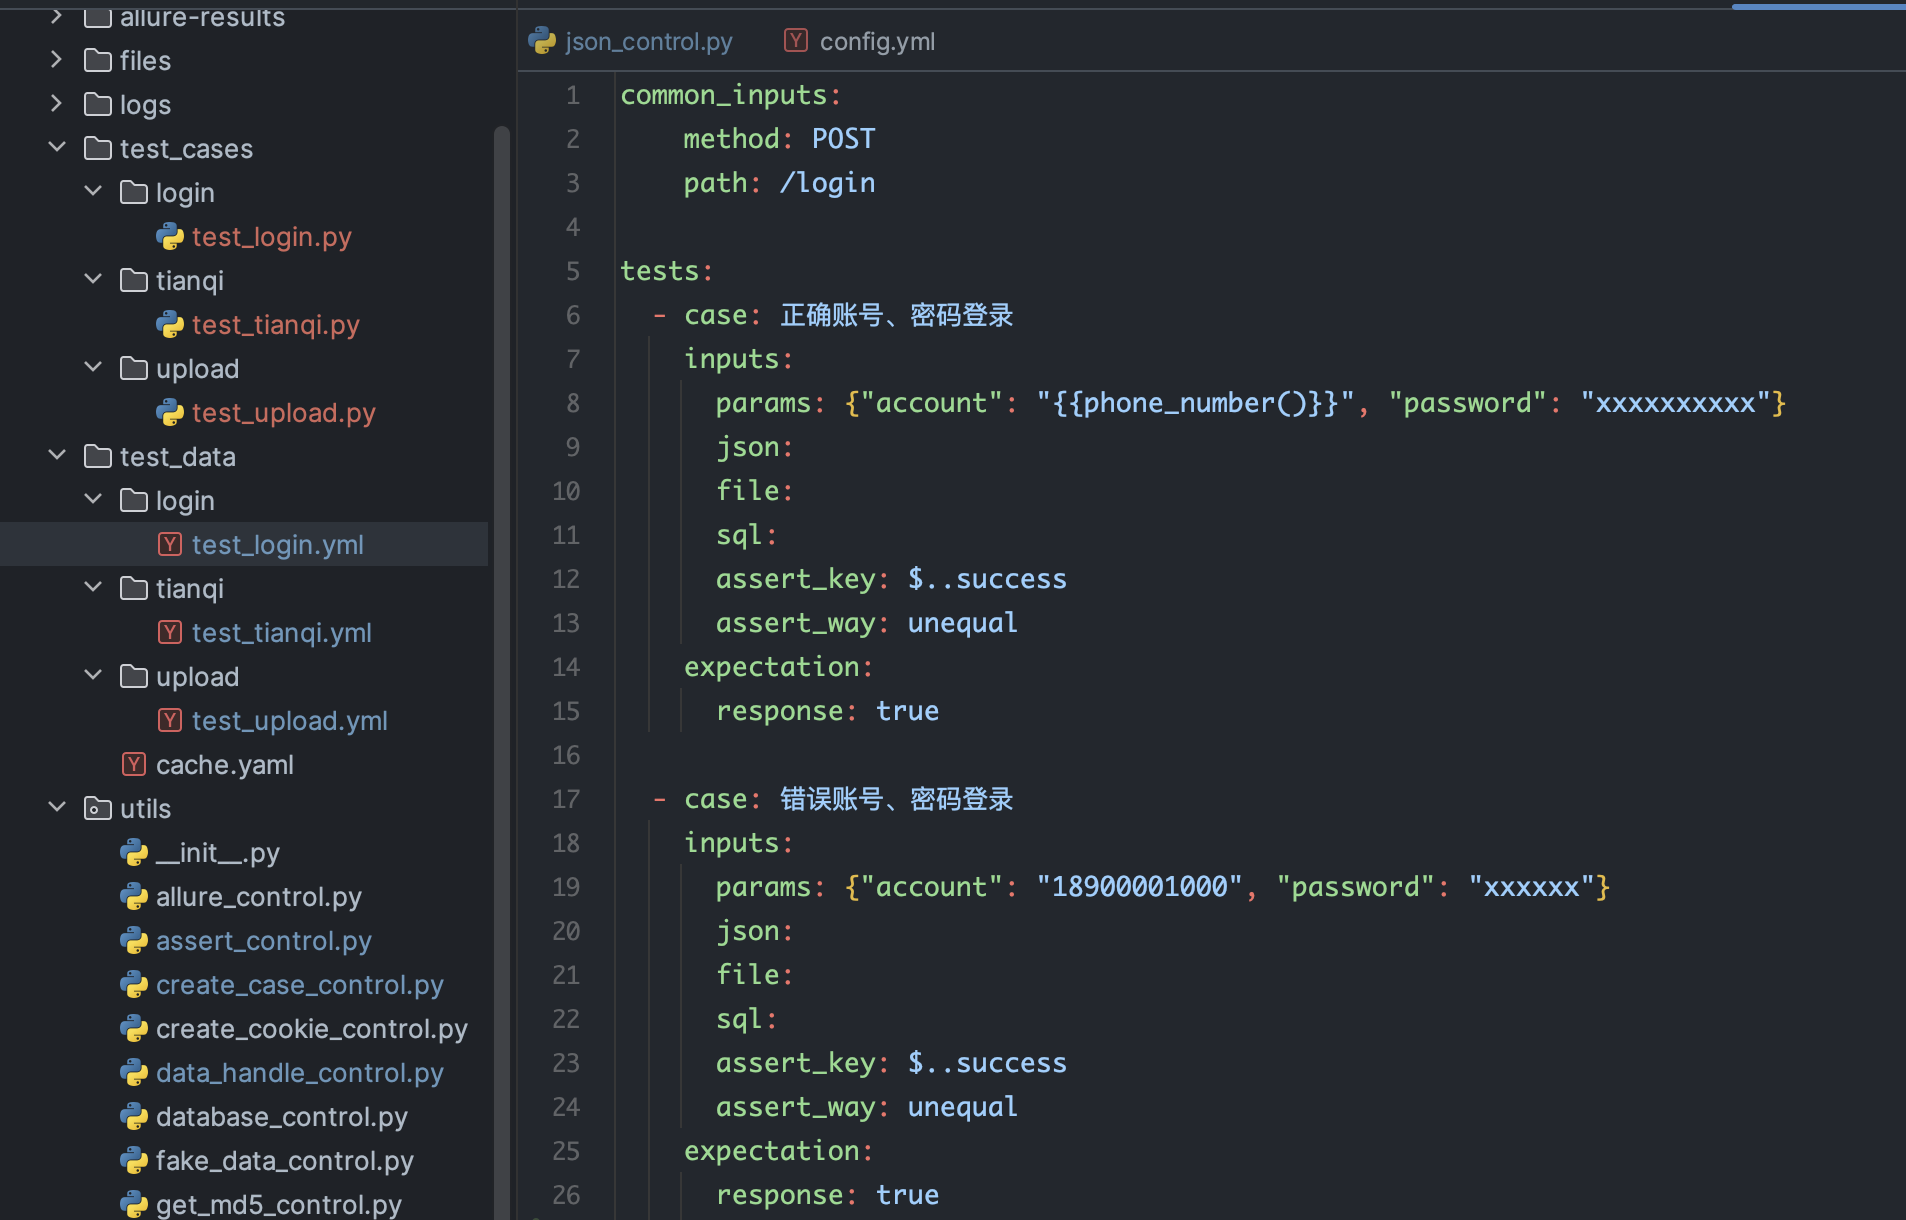 allure-results
files
logs
test_cases
login
test_login.py
tianqi
test_tianqi.py
upload
test_upload.py
test_data
login
test_login.yml
tianqi
test_tianqi.yml
upload
test_upload.yml
cache.yaml
utils
__init__.py
allure_control.py
assert_control.py
create_case_control.py
create_cookie_control.py
data_handle_control.py
database_control.py
fake_data_control.py
get_md5_control.py
json_control.py
config.yml
1 common_inputs:
2 method: POST
3 path: /login
4
5 tests:
6 - case: 正确账号、密码登录
7 inputs:
8 params: {"account": "{{phone_number()}}", "password": "xxxxxxxxxx"}
9 json:
10 file:
11 sql:
12 assert_key: $..success
13 assert_way: unequal
14 expectation:
15 response: true
16
17 - case: 错误账号、密码登录
18 inputs:
19 params: {"account": "18900001000", "password": "xxxxxx"}
20 json:
21 file:
22 sql:
23 assert_key: $..success
24 assert_way: unequal
25 expectation:
26 response: true